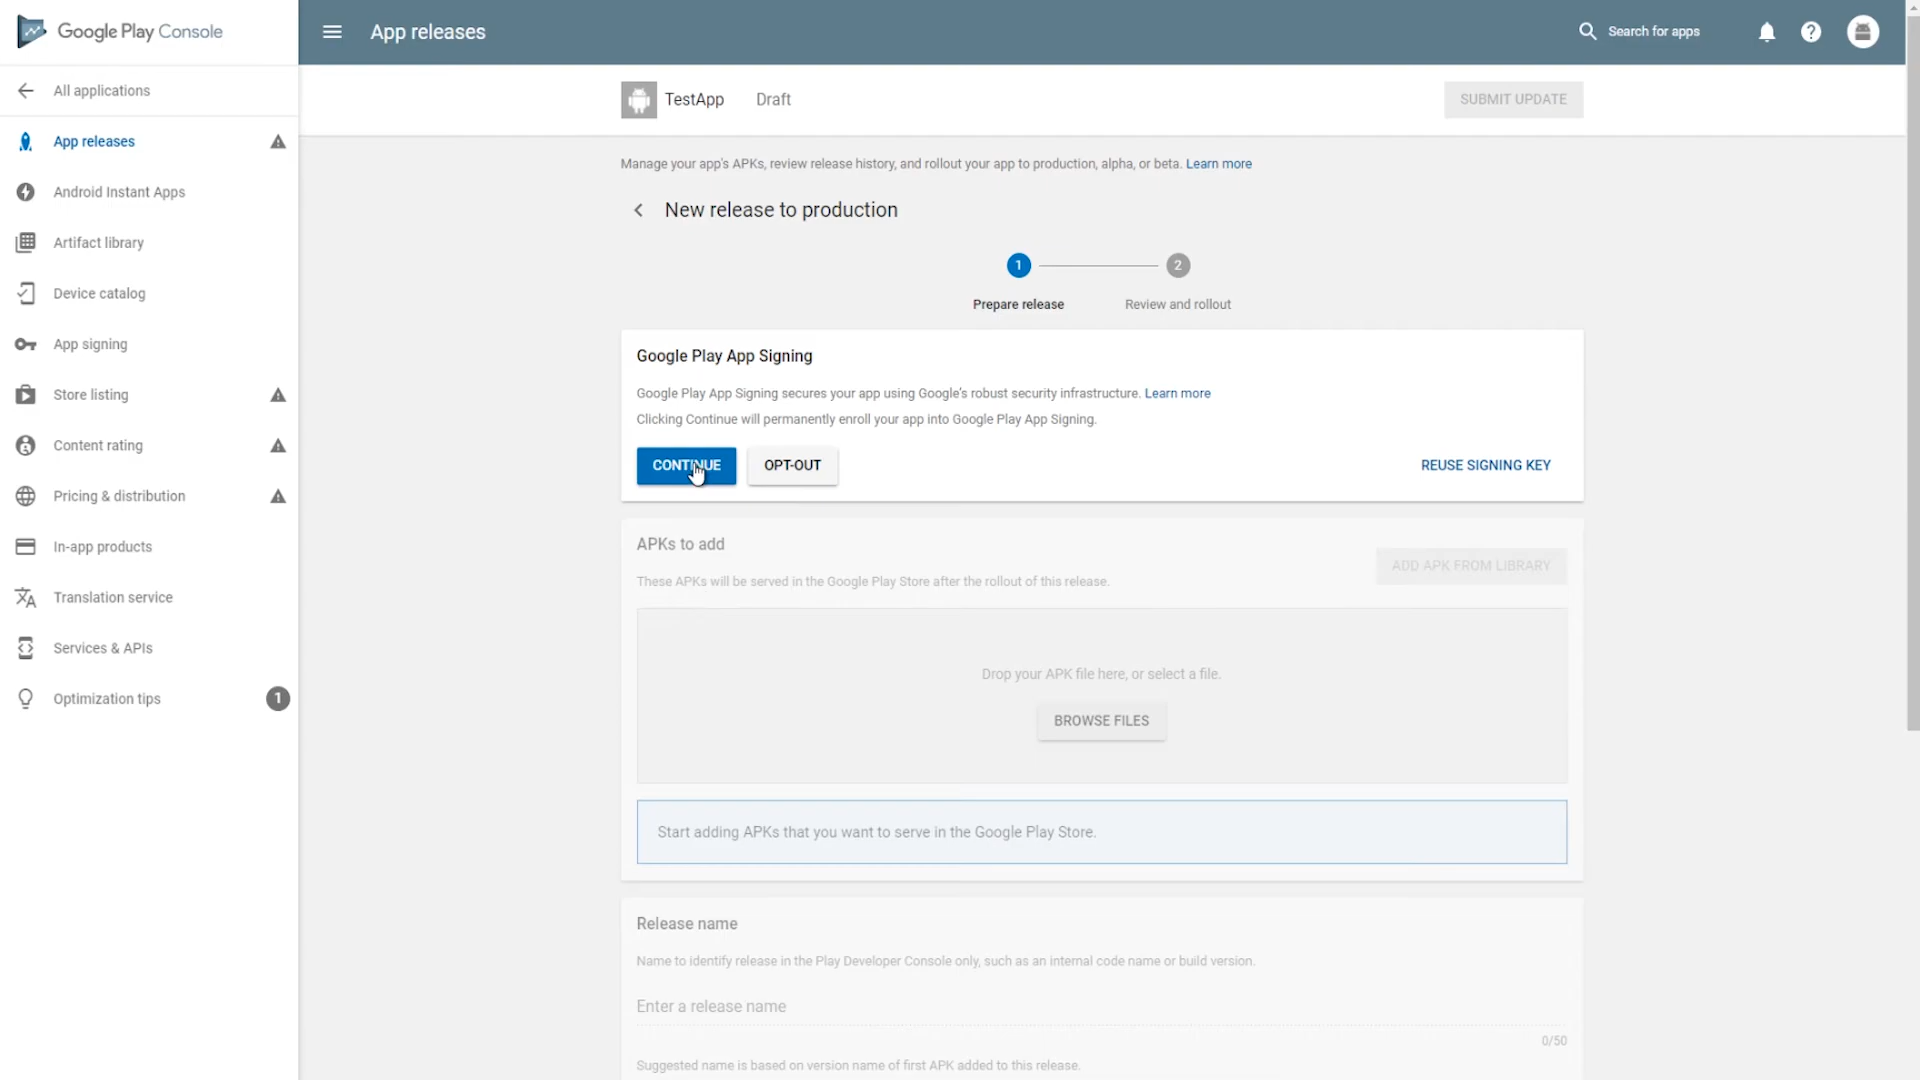 Google Play Console
App releases
Search for apps
All applications
App releases
Android Instant Apps
Artifact library
Device catalog
App signing
Store listing
Content rating
Pricing & distribution
In-app products
Translation service
Services & APIs
Optimization tips
1
TestApp
Draft
SUBMIT UPDATE
Manage your app's APKs, review release history, and rollout your app to production, alpha, or beta. Learn more
New release to production
1
2
Prepare release
Review and rollout
Google Play App Signing
Google Play App Signing secures your app using Google's robust security infrastructure. Learn more
Clicking Continue will permanently enroll your app into Google Play App Signing.
CONTINUE
OPT-OUT
REUSE SIGNING KEY
APKs to add
ADD APK FROM LIBRARY
These APKs will be served in the Google Play Store after the rollout of this release.
Drop your APK file here, or select a file.
BROWSE FILES
Start adding APKs that you want to serve in the Google Play Store.
Release name
Name to identify release in the Play Developer Console only, such as an internal code name or build version.
Enter a release name
0/50
Suggested name is based on version name of first APK added to this release.